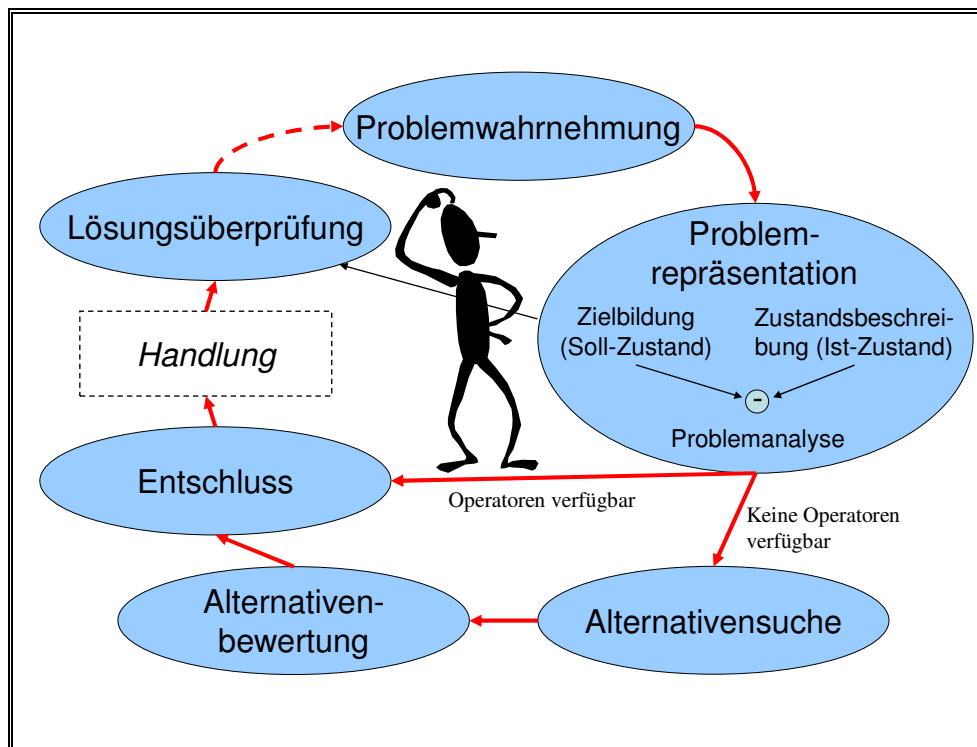 Problemwahrnehmung
Lösungsüberprüfung
Problem-
repräsentation
Zielbildung
(Soll-Zustand)
Zustandsbeschrei-
bung (Ist-Zustand)
-
Problemanalyse
Handlung
Entschluss
Operatoren verfügbar
Keine Operatoren
verfügbar
Alternativen-
bewertung
Alternativensuche